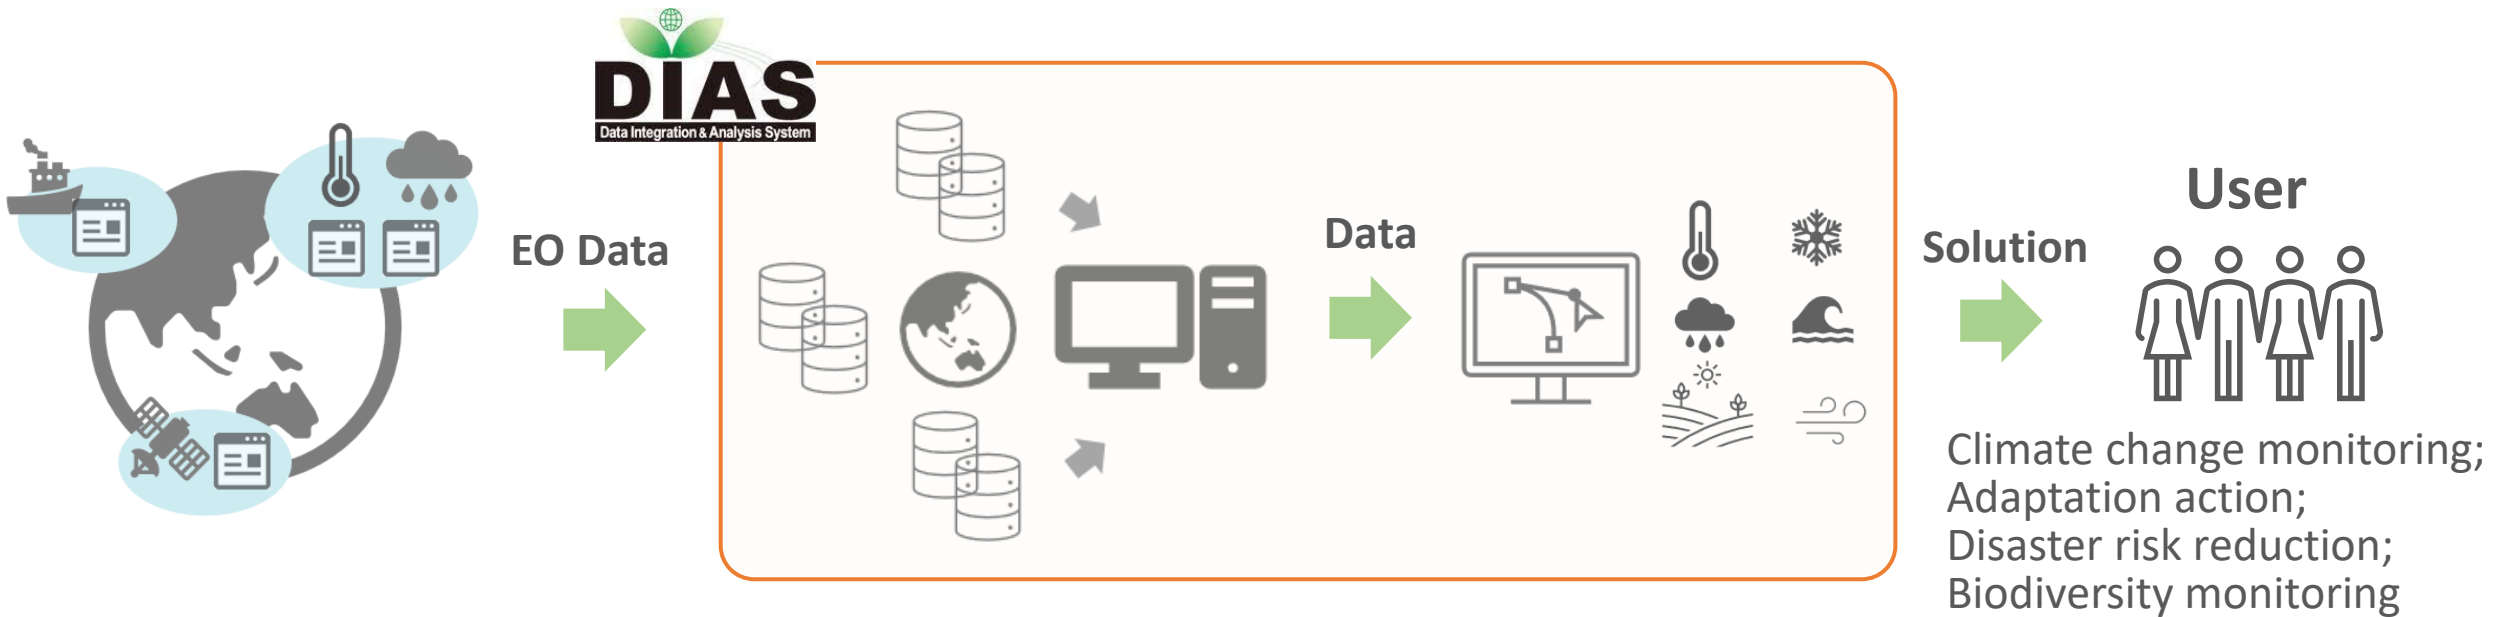 DIAS
Data Integration & Analysis System
EO Data
Data
Solution
User
Climate change monitoring;
Adaptation action;
Disaster risk reduction;
Biodiversity monitoring